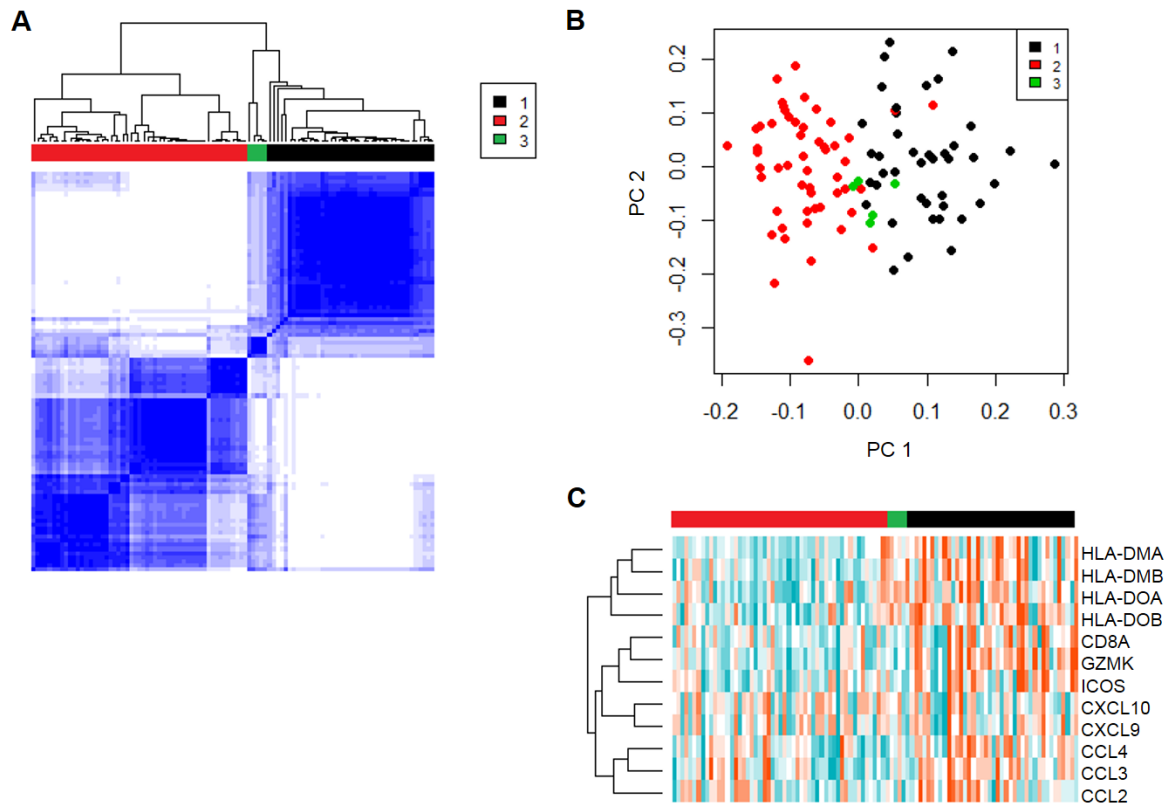 A
1
2
3
B
1
2
3
0.2
0.1
0.0
-0.1
-0.2
-0.3
PC 2
-0.2 -0.1 0.0 0.1 0.2 0.3
PC 1
C
HLA-DMA
HLA-DMB
HLA-DOA
HLA-DOB
CD8A
GZMK
ICOS
CXCL10
CXCL9
CCL4
CCL3
CCL2